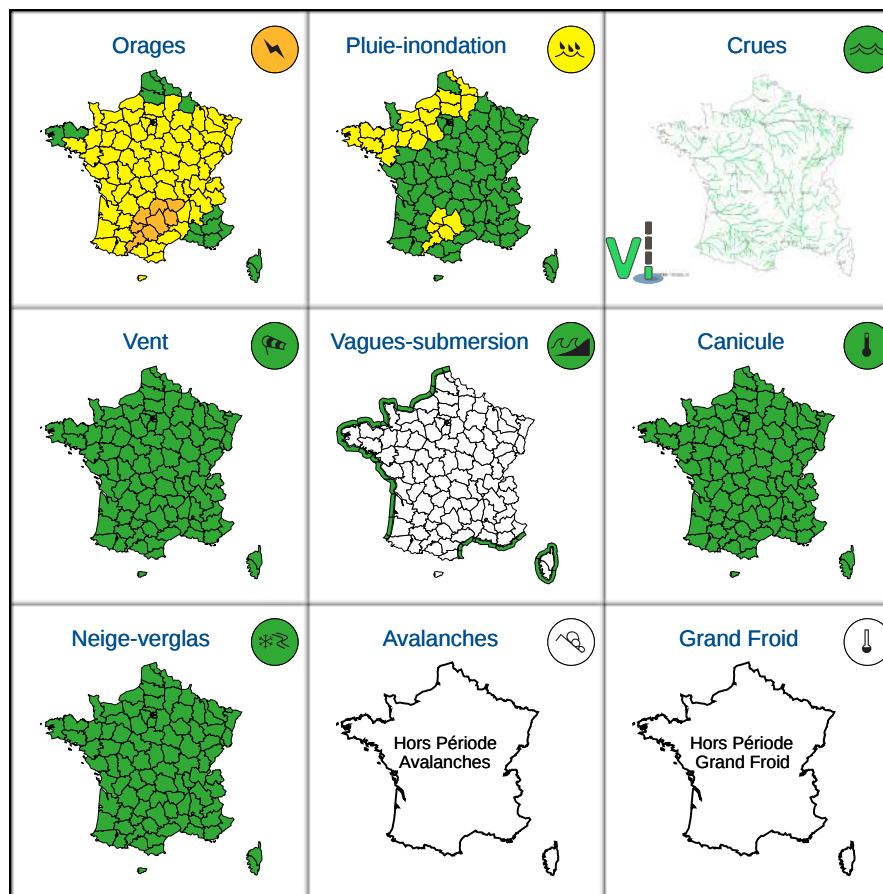 Orages
Pluie-inondation
Crues
Vent
Vagues-submersion
Canicule
Neige-verglas
Avalanches
Grand Froid
Hors Période
Avalanches
Hors Période
Grand Froid